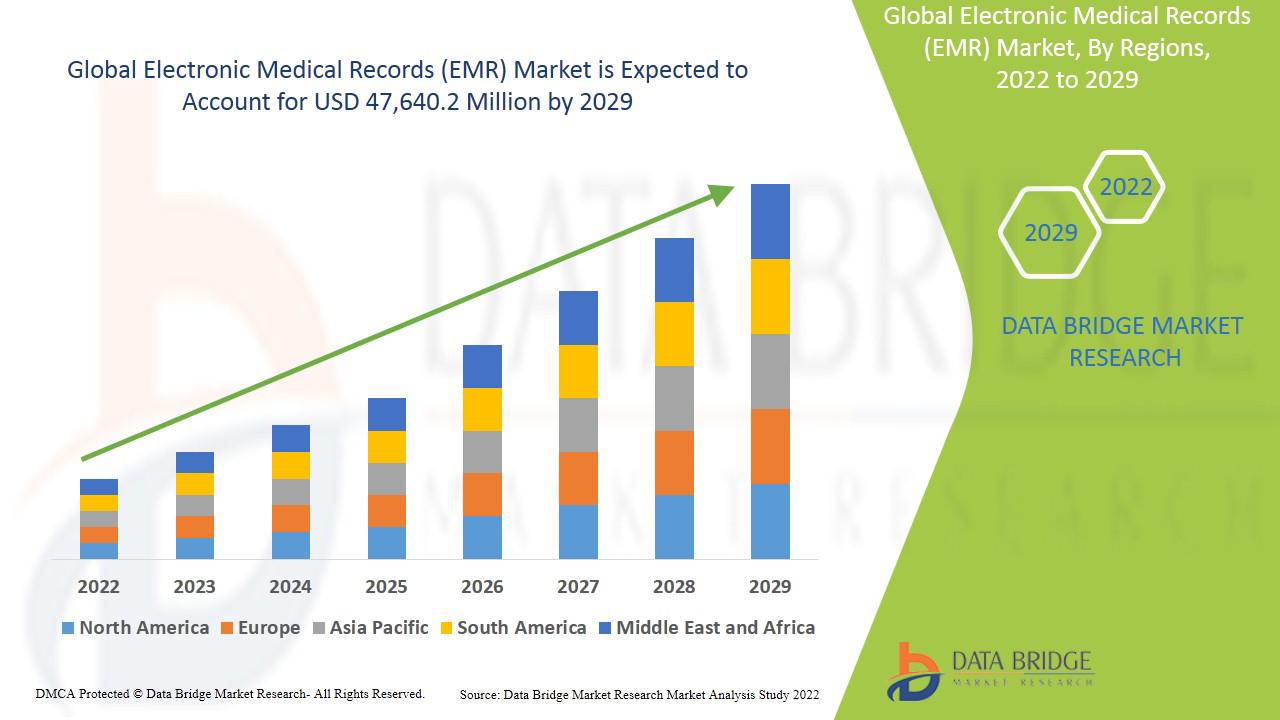 Global Electronic Medical Records (EMR) Market is Expected to
Account for USD 47,640.2 Million by 2029
Global Electronic Medical Records
(EMR) Market, By Regions,
2022 to 2029
2022
2029
DATA BRIDGE MARKET
RESEARCH
DATA BRIDGE
MARKET RESEARCH
2022 2023 2024 2025 2026 2027 2028 2029
North America Europe Asia Pacific South America Middle East and Africa
DMCA Protected © Data Bridge Market Research- All Rights Reserved.
Source: Data Bridge Market Research Market Analysis Study 2022
DATA BRIDGE
MARKET RESEARCH